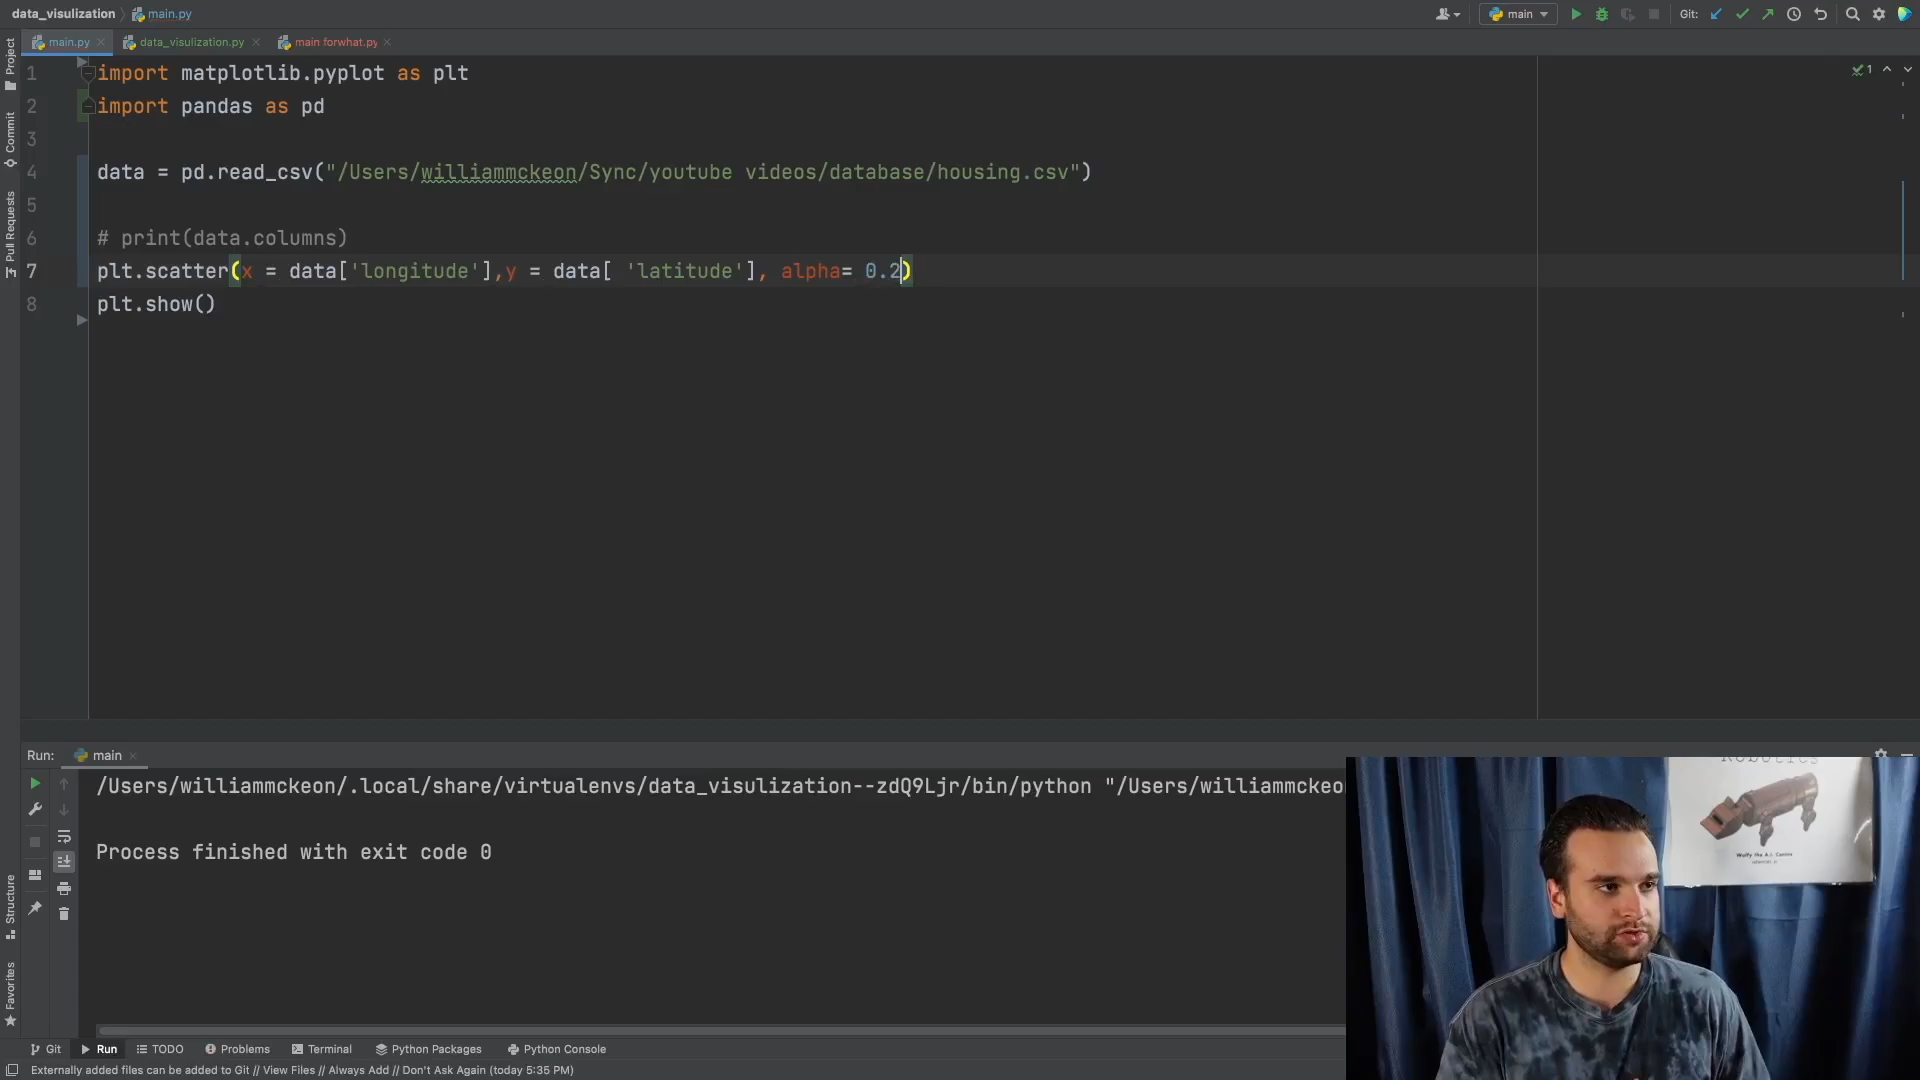 data_visulization main.py main Git:
main.py data_visulization.py main forwhat.py
Project
Commit
Pull Requests
1 import matplotlib.pyplot as plt 1
2 import pandas as pd
3
4 data = pd.read_csv("/Users/williammckeon/Sync/youtube videos/database/housing.csv")
5
6 # print(data.columns)
7 plt.scatter(x = data['longitude'],y = data[ 'latitude'], alpha= 0.2)
8 plt.show()
Run: main
/Users/williammckeon/.local/share/virtualenvs/data_visulization--zdQ9Ljr/bin/python "/Users/williammckeo
Process finished with exit code 0
Structure
Favorites
Robotics
Wolfy the A.I. Canine
Git Run TODO Problems Terminal Python Packages Python Console
Externally added files can be added to Git // View Files // Always Add // Don't Ask Again (today 5:35 PM)